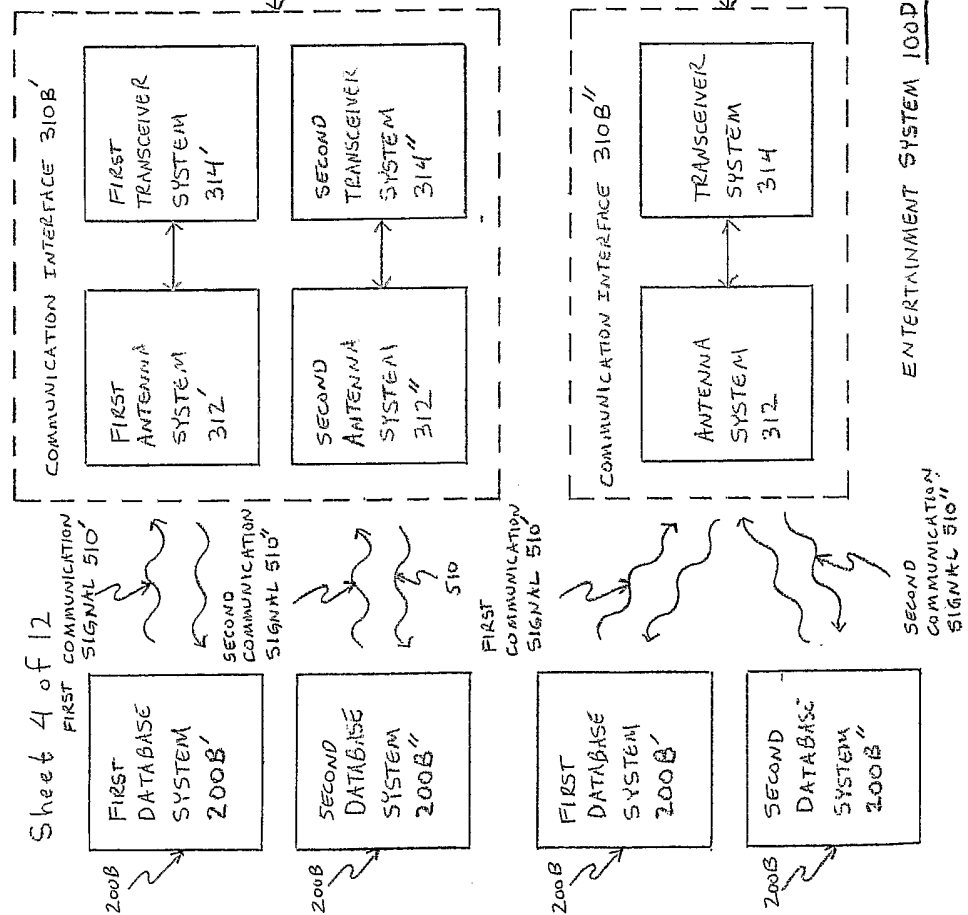 Sheet 4 of 12
FIRST
COMMUNICATION
SIGNAL 510'
200B
FIRST
DATABASE
SYSTEM
200B'
SECOND
COMMUNICATION
SIGNAL 510"
200B
SECOND
DATABASE
SYSTEM
200B"
510
COMMUNICATION INTERFACE 310B'
FIRST
ANTENNA
SYSTEM
312'
FIRST
TRANSCEIVER
SYSTEM
314'
SECOND
ANTENNA
SYSTEM
312"
SECOND
TRANSCEIVER
SYSTEM
314"
FIRST
COMMUNICATION
SIGNAL 510'
200B
FIRST
DATABASE
SYSTEM
200B'
200B
SECOND
DATABASE
SYSTEM
200B"
SECOND
COMMUNICATION
SIGNAL 510"
COMMUNICATION INTERFACE 310B"
ANTENNA
SYSTEM
312
TRANSCEIVER
SYSTEM
314
ENTERTAINMENT SYSTEM 100D